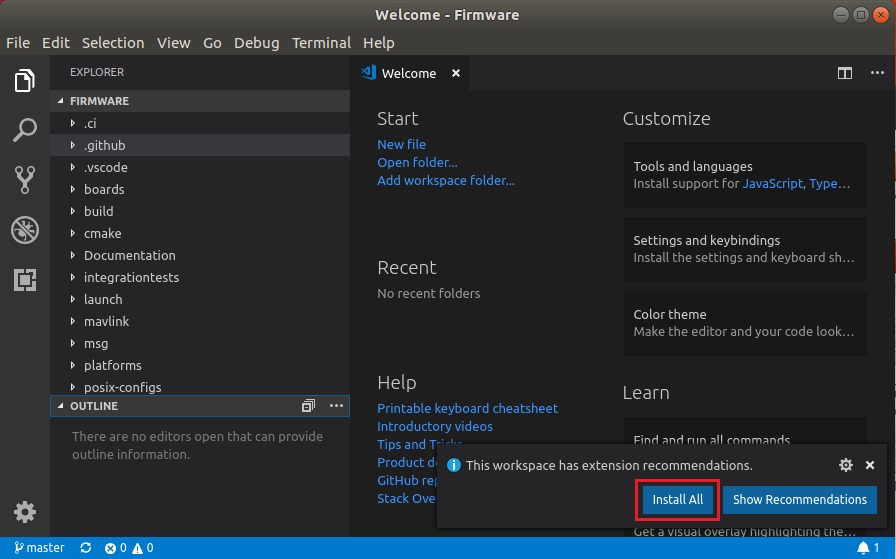 Welcome - Firmware
File Edit Selection View Go Debug Terminal Help
EXPLORER
FIRMWARE
.ci
.github
.vscode
boards
build
cmake
Documentation
integrationtests
launch
mavlink
msg
platforms
posix-configs
OUTLINE
There are no editors open that can provide
outline information.
Welcome
Start
New file
Open folder...
Add workspace folder...
Recent
No recent folders
Help
Printable keyboard cheatsheet
Introductory videos
Tips and Tricks
Product d
GitHub rep
Stack Ove
Customize
Tools and languages
Install support for JavaScript, Type…
Settings and keybindings
Install the settings and keyboard sh…
Color theme
Make the editor and your code look…
Learn
Find and run all commands
This workspace has extension recommendations.
Install All
Show Recommendations
Get a visual overlay highlighting the…
master 0 0 1